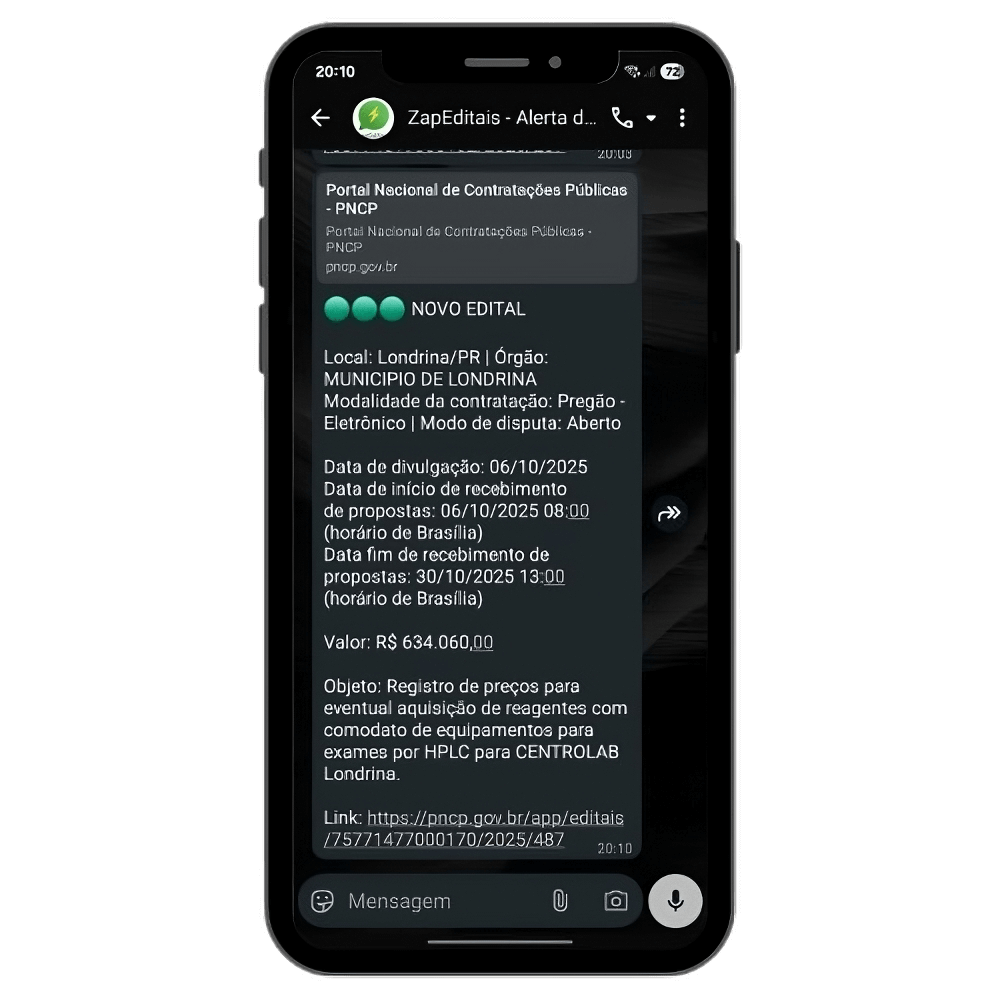 20:10
72
ZapEditais - Alerta d...
20:03
Portal Nacional de Contratações Públicas
- PNCP
Portal Nacional de Contratações Públicas -
PNCP
pncp.gov.br
NOVO EDITAL
Local: Londrina/PR | Órgão:
MUNICIPIO DE LONDRINA
Modalidade da contratação: Pregão -
Eletrônico | Modo de disputa: Aberto
Data de divulgação: 06/10/2025
Data de início de recebimento
de propostas: 06/10/2025 08:00
(horário de Brasília)
Data fim de recebimento de
propostas: 30/10/2025 13:00
(horário de Brasília)
Valor: R$ 634.060,00
Objeto: Registro de preços para
eventual aquisição de reagentes com
comodato de equipamentos para
exames por HPLC para CENTROLAB
Londrina.
Link: https://pncp.gov.br/app/editais
/75771477000170/2025/487
20:10
Mensagem